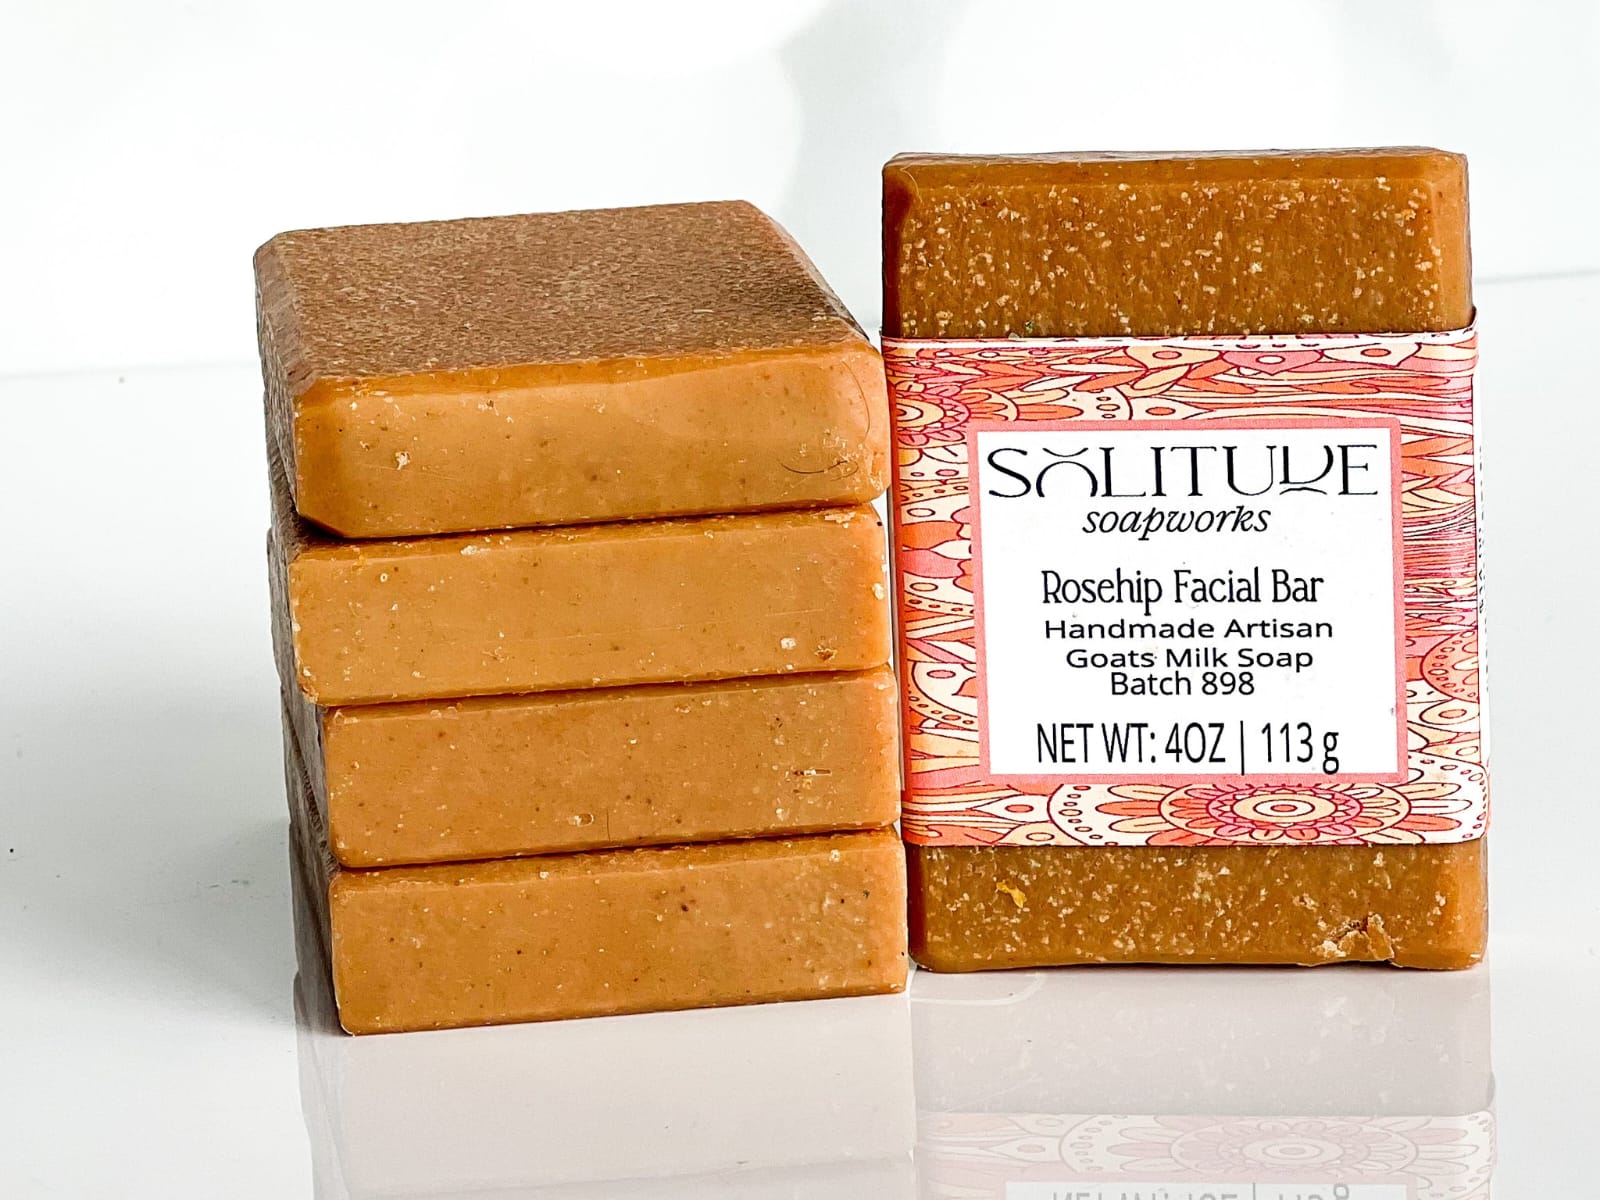 SOLITUDE
soapworks
Rosehip Facial Bar
Handmade Artisan
Goats Milk Soap
Batch 898
NET WT: 4OZ | 113 g